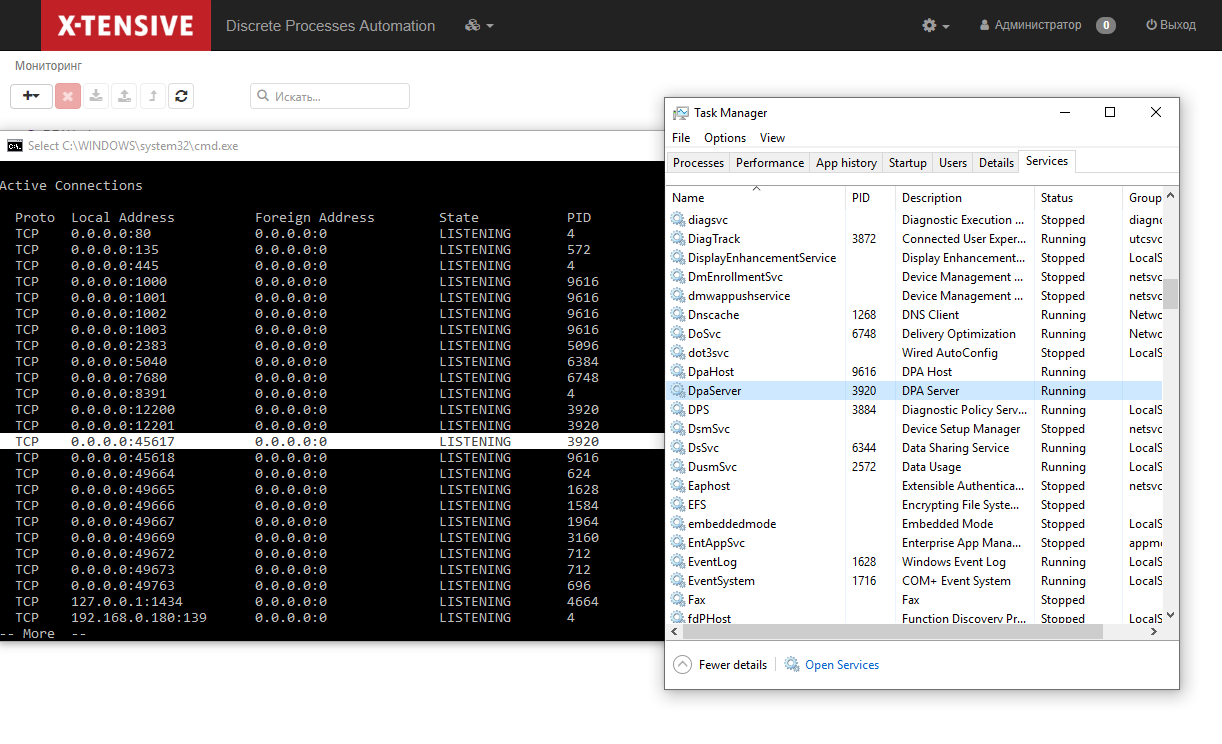 X-TENSIVE Discrete Processes Automation Администратор 0 Выход
Мониторинг
Искать...
Select C:\WINDOWS\system32\cmd.exe
Active Connections
Proto Local Address Foreign Address State PID
TCP 0.0.0.0:80 0.0.0.0:0 LISTENING 4
TCP 0.0.0.0:135 0.0.0.0:0 LISTENING 572
TCP 0.0.0.0:445 0.0.0.0:0 LISTENING 4
TCP 0.0.0.0:1000 0.0.0.0:0 LISTENING 9616
TCP 0.0.0.0:1001 0.0.0.0:0 LISTENING 9616
TCP 0.0.0.0:1002 0.0.0.0:0 LISTENING 9616
TCP 0.0.0.0:1003 0.0.0.0:0 LISTENING 9616
TCP 0.0.0.0:2383 0.0.0.0:0 LISTENING 5096
TCP 0.0.0.0:5040 0.0.0.0:0 LISTENING 6384
TCP 0.0.0.0:7680 0.0.0.0:0 LISTENING 6748
TCP 0.0.0.0:8391 0.0.0.0:0 LISTENING 4
TCP 0.0.0.0:12200 0.0.0.0:0 LISTENING 3920
TCP 0.0.0.0:12201 0.0.0.0:0 LISTENING 3920
TCP 0.0.0.0:45617 0.0.0.0:0 LISTENING 3920
TCP 0.0.0.0:45618 0.0.0.0:0 LISTENING 9616
TCP 0.0.0.0:49664 0.0.0.0:0 LISTENING 624
TCP 0.0.0.0:49665 0.0.0.0:0 LISTENING 1628
TCP 0.0.0.0:49666 0.0.0.0:0 LISTENING 1584
TCP 0.0.0.0:49667 0.0.0.0:0 LISTENING 1964
TCP 0.0.0.0:49669 0.0.0.0:0 LISTENING 3160
TCP 0.0.0.0:49672 0.0.0.0:0 LISTENING 712
TCP 0.0.0.0:49673 0.0.0.0:0 LISTENING 712
TCP 0.0.0.0:49763 0.0.0.0:0 LISTENING 696
TCP 127.0.0.1:1434 0.0.0.0:0 LISTENING 4664
TCP 192.168.0.180:139 0.0.0.0:0 LISTENING 4
-- More --
Task Manager
File Options View
Processes Performance App history Startup Users Details Services
Name PID Description Status Group
diagsvc Diagnostic Execution ... Stopped diagnc
DiagTrack 3872 Connected User Exper... Running utcsvc
DisplayEnhancementService Display Enhancement... Stopped LocalS
DmEnrollmentSvc Device Management ... Stopped netsvc
dmwappushservice Device Management ... Stopped netsvc
Dnscache 1268 DNS Client Running Netwc
DoSvc 6748 Delivery Optimization Running Netwc
dot3svc Wired AutoConfig Stopped LocalS
DpaHost 9616 DPA Host Running
DpaServer 3920 DPA Server Running
DPS 3884 Diagnostic Policy Serv... Running LocalS
DsmSvc Device Setup Manager Stopped netsvc
DsSvc 6344 Data Sharing Service Running LocalS
DusmSvc 2572 Data Usage Running LocalS
Eaphost Extensible Authentica... Stopped netsvc
EFS Encrypting File Syste... Stopped
embeddedmode Embedded Mode Stopped LocalS
EntAppSvc Enterprise App Mana... Stopped appmc
EventLog 1628 Windows Event Log Running LocalS
EventSystem 1716 COM+ Event System Running LocalS
Fax Fax Stopped
fdPHost Function Discovery Pr... Stopped LocalS
Fewer details Open Services